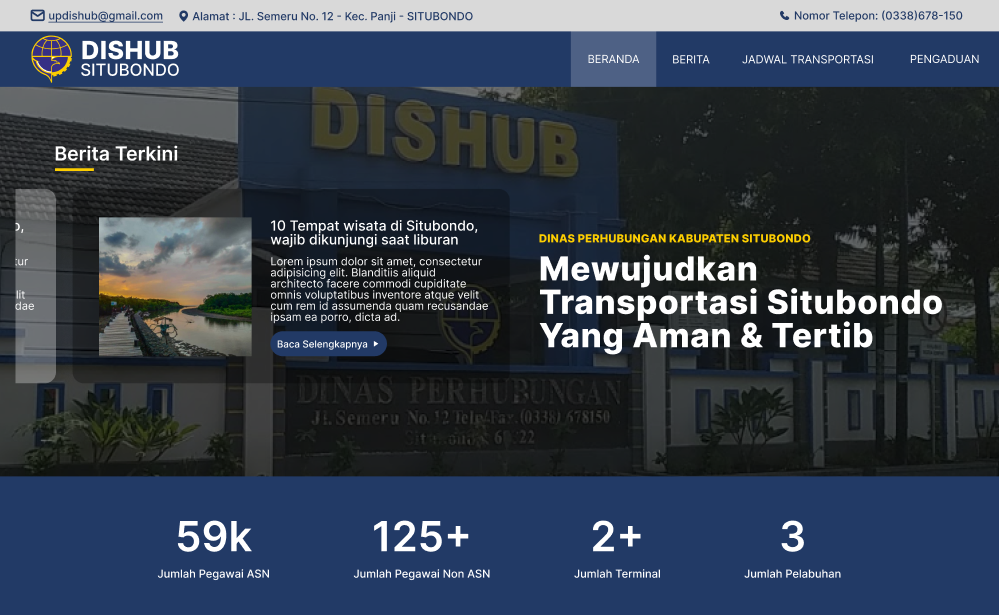 updishub@gmail.com
Alamat : JL. Semeru No. 12 - Kec. Panji - SITUBONDO
Nomor Telepon: (0338)678-150
DISHUB
SITUBONDO
BERANDA
BERITA
JADWAL TRANSPORTASI
PENGADUAN
DISHUB
Berita Terkini
tur
dae
10 Tempat wisata di Situbondo,
wajib dikunjungi saat liburan
Lorem ipsum dolor sit amet, consectetur
adipisicing elit. Blanditiis aliquid
architecto facere commodi cupiditate
omnis voluptatibus inventore atque velit
cum rem id assumenda quam recusandae
ipsam ea porro, dicta ad.
Baca Selengkapnya
DINAS PERHUBUNGAN KABUPATEN SITUBONDO
Mewujudkan
Transportasi Situbondo
Yang Aman & Tertib
DINAS PERHUBUNGAN
Jl. Semeru No.12 Telp/Fax.(0338) 678150
59k
Jumlah Pegawai ASN
125+
Jumlah Pegawai Non ASN
2+
Jumlah Terminal
3
Jumlah Pelabuhan